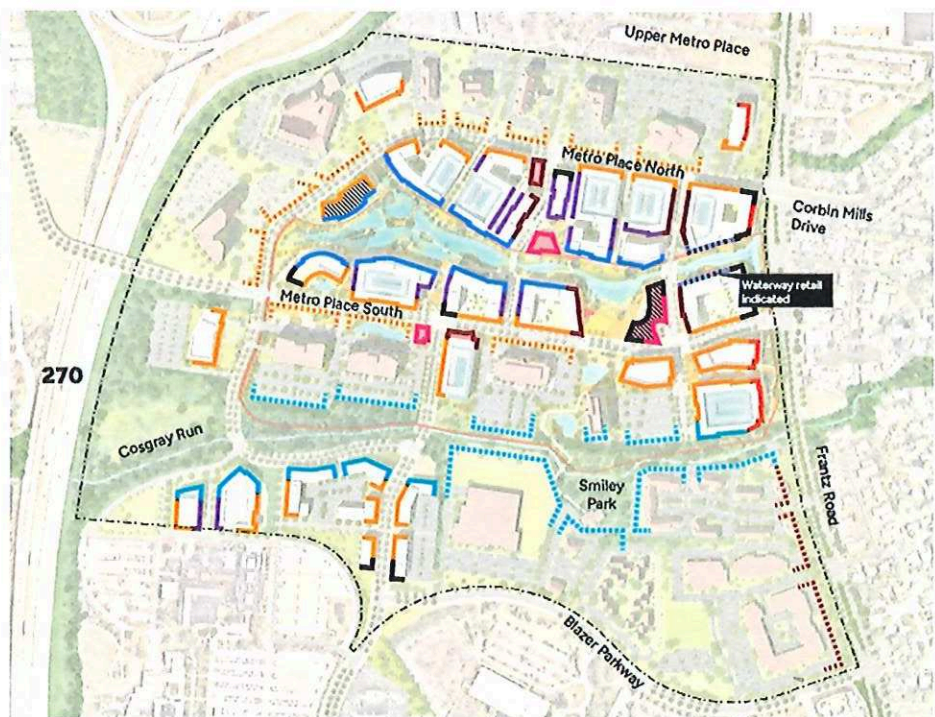 Upper Metro Place
Metro Place North
Corbin Mills
Drive
Waterway retail
indicated
Metro Place South
270
Cosgray Run
Smiley
Park
Frantz Road
Blazer Parkway